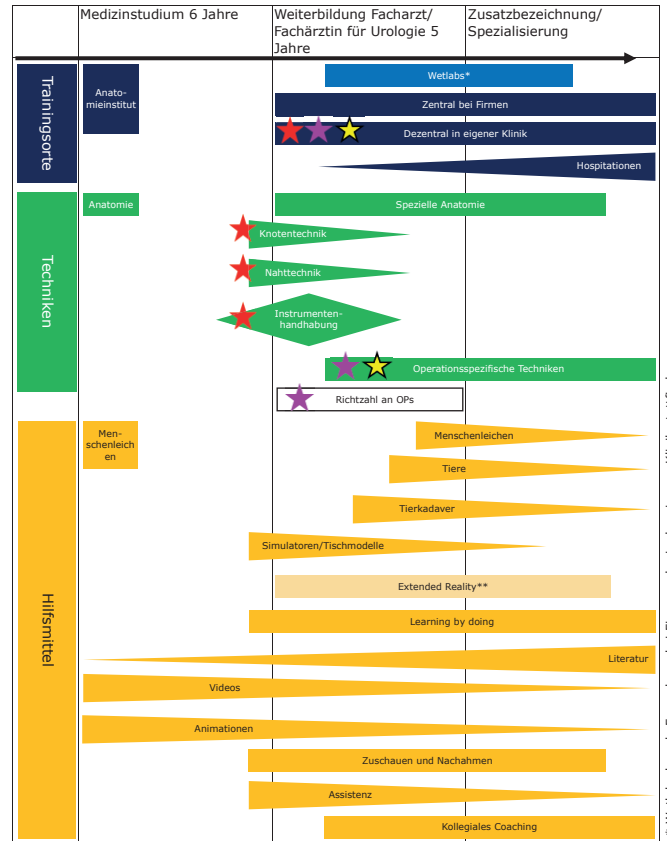 Medizinstudium 6 Jahre
Weiterbildung Facharzt/
Fachärztin für Urologie 5
Jahre
Zusatzbezeichnung/
Spezialisierung
Trainingsorte
Anato-
mieinstitut
Wetlabs*
Zentral bei Firmen
Dezentral in eigener Klinik
Hospitationen
Techniken
Anatomie
Spezielle Anatomie
Knotentechnik
Nahttechnik
Instrumenten-
handhabung
Operationsspezifische Techniken
Richtzahl an OPs
Hilfsmittel
Men-
schenleich
en
Menschenleichen
Tiere
Tierkadaver
Simulatoren/Tischmodelle
Extended Reality**
Learning by doing
Literatur
Videos
Animationen
Zuschauen und Nachahmen
Assistenz
Kollegiales Coaching